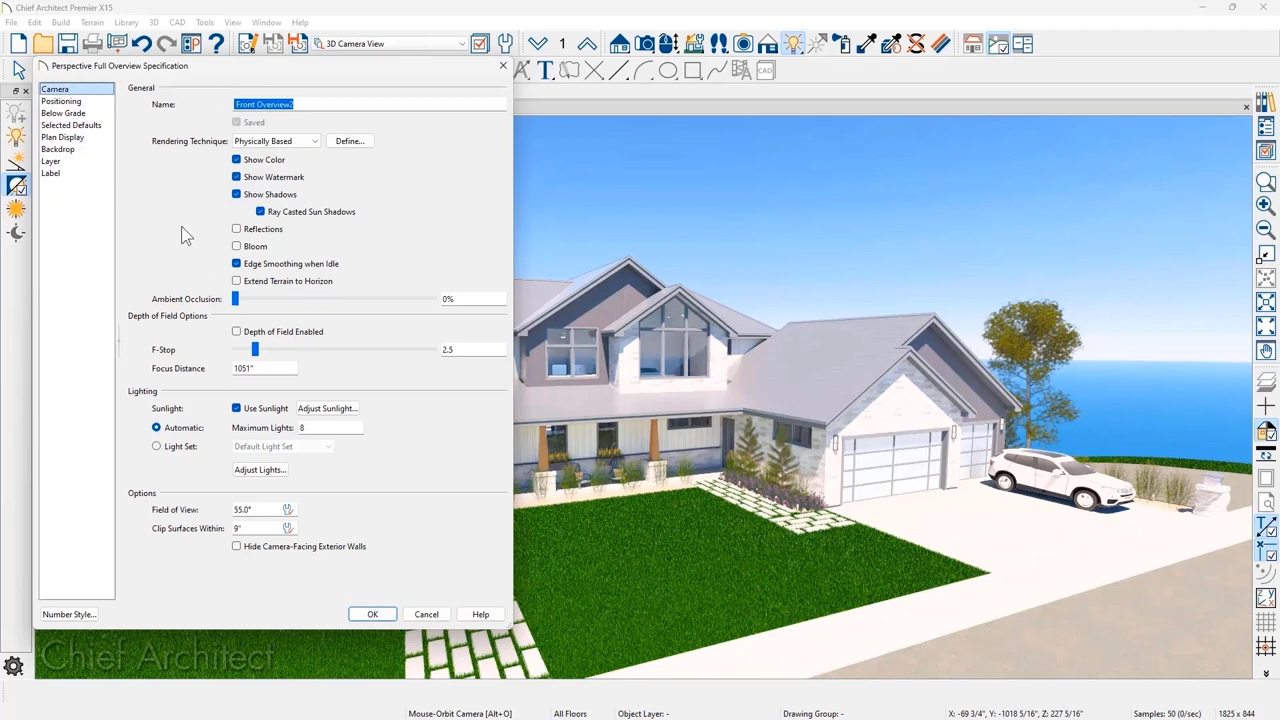 Chief Architect Premier X15
File Edit Build Terrain Library 3D CAD Tools View Window Help
1
3D Camera View
CAD
Perspective Full Overview Specification
Camera
Positioning
Below Grade
Selected Defaults
Plan Display
Backdrop
Layer
Label
General
Name: Front Overview2
Saved
Rendering Technique: Physically Based Define...
Show Color
Show Watermark
Show Shadows
Ray Casted Sun Shadows
Reflections
Bloom
Edge Smoothing when Idle
Extend Terrain to Horizon
Ambient Occlusion: 0%
Depth of Field Options
Depth of Field Enabled
F-Stop 2.5
Focus Distance 1051"
Lighting
Sunlight: Use Sunlight Adjust Sunlight...
Automatic: Maximum Lights: 8
Light Set: Default Light Set
Adjust Lights...
Options
Field of View: 55.0°
Clip Surfaces Within: 9"
Hide Camera-Facing Exterior Walls
Number Style... OK Cancel Help
Chief Architect
Mouse-Orbit Camera [Alt+O] All Floors Object Layer: - Drawing Group: - X: -69 3/4", Y: -1018 5/16", Z: 227 5/16" Samples: 50 (0/sec) 1825 x 844